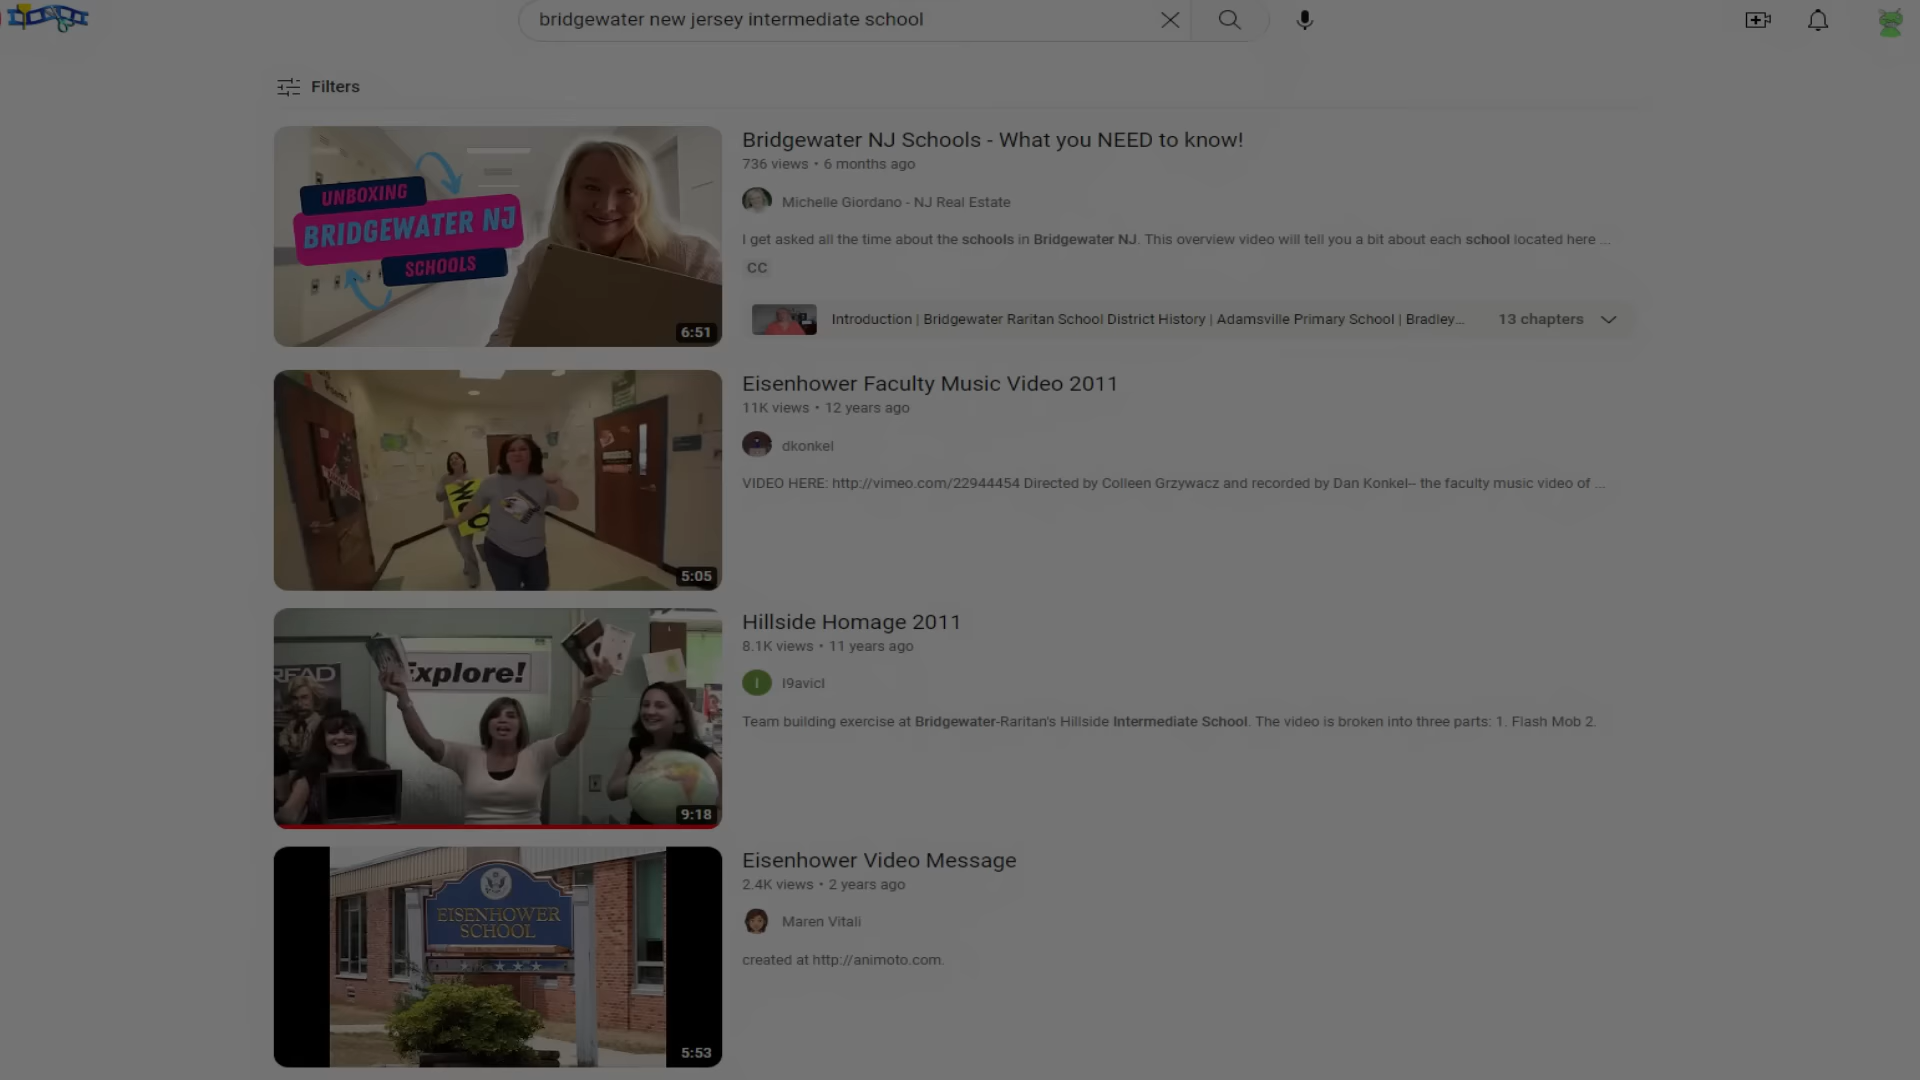 bridgewater new jersey intermediate school
Filters
Bridgewater NJ Schools - What you NEED to know!
736 views • 6 months ago
Michelle Giordano - NJ Real Estate
I get asked all the time about the schools in Bridgewater NJ. This overview video will tell you a bit about each school located here ...
CC
Introduction | Bridgewater Raritan School District History | Adamsville Primary School | Bradley...
13 chapters
UNBOXING
BRIDGEWATER NJ
SCHOOLS
6:51
Eisenhower Faculty Music Video 2011
11K views • 12 years ago
dkonkel
VIDEO HERE: http://vimeo.com/22944454 Directed by Colleen Grzywacz and recorded by Dan Konkel-- the faculty music video of ...
5:05
Hillside Homage 2011
8.1K views • 11 years ago
I
l9avicl
Team building exercise at Bridgewater-Raritan's Hillside Intermediate School. The video is broken into three parts: 1. Flash Mob 2.
READ
Explore!
9:18
Eisenhower Video Message
2.4K views • 2 years ago
Maren Vitali
created at http://animoto.com.
EISENHOWER
SCHOOL
5:53